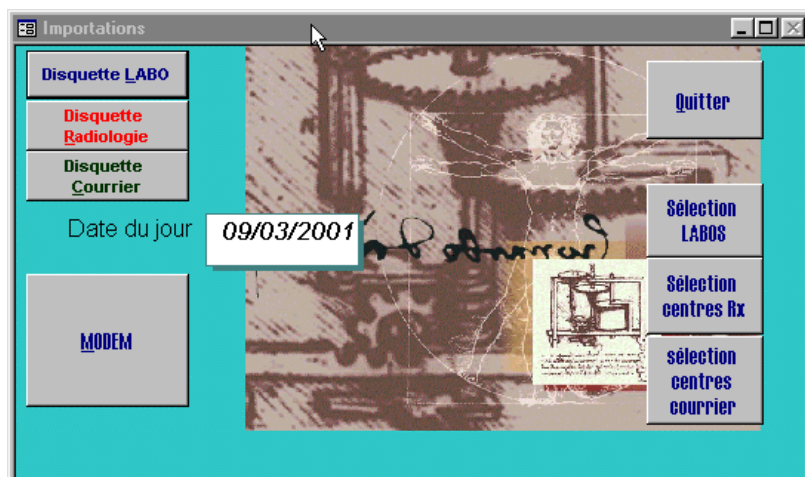 Importations
Disquette LABO
Disquette
Radiologie
Disquette
Courrier
Date du jour
09/03/2001
MODEM
Quitter
Sélection
LABOS
Sélection
centres Rx
sélection
centres
courrier